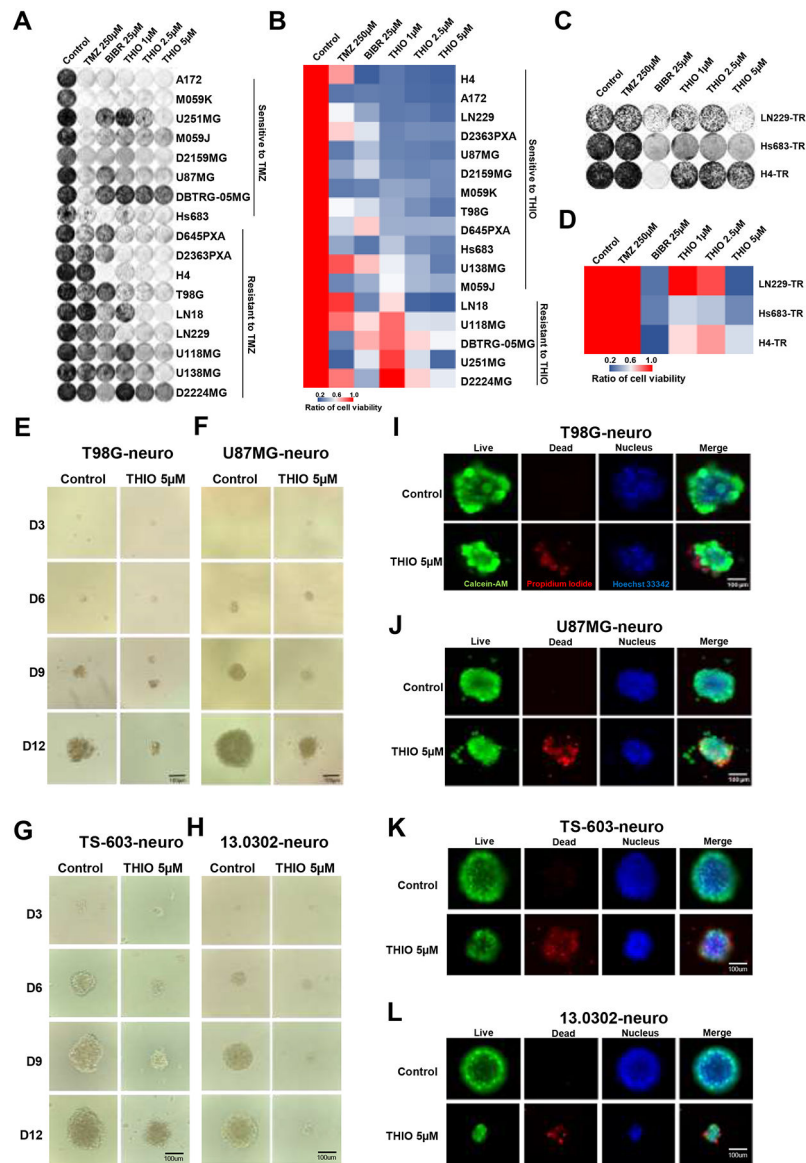 A
Control
TMZ 250µM
BIBR 25µM
THIO 1µM
THIO 2.5µM
THIO 5µM
A172
M059K
U251MG
M059J
D2159MG
U87MG
DBTRG-05MG
Hs683
D645PXA
D2363PXA
H4
T98G
LN18
LN229
U118MG
U138MG
D2224MG
Sensitive to TMZ
Resistant to TMZ
B
Control
TMZ 250µM
BIBR 25µM
THIO 1µM
THIO 2.5µM
THIO 5µM
H4
A172
LN229
D2363PXA
U87MG
D2159MG
M059K
T98G
D645PXA
Hs683
U138MG
M059J
LN18
U118MG
DBTRG-05MG
U251MG
D2224MG
Sensitive to THIO
Resistant to THIO
0.2 0.6 1.0
Ratio of cell viability
C
Control
TMZ 250µM
BIBR 25µM
THIO 1µM
THIO 2.5µM
THIO 5µM
LN229-TR
Hs683-TR
H4-TR
D
Control
TMZ 250µM
BIBR 25µM
THIO 1µM
THIO 2.5µM
THIO 5µM
LN229-TR
Hs683-TR
H4-TR
0.2 0.6 1.0
Ratio of cell viability
E
T98G-neuro
Control THIO 5µM
D3
D6
D9
D12
100µm
F
U87MG-neuro
Control THIO 5µM
100µm
G
TS-603-neuro
Control THIO 5µM
D3
D6
D9
D12
100um
H
13.0302-neuro
Control THIO 5µM
100um
I
T98G-neuro
Live Dead Nucleus Merge
Control
THIO 5µM
Calcein-AM Propidium Iodide Hoechst 33342
100 µm
J
U87MG-neuro
Live Dead Nucleus Merge
Control
THIO 5µM
100 µm
K
TS-603-neuro
Live Dead Nucleus Merge
Control
THIO 5µM
100um
L
13.0302-neuro
Live Dead Nucleus Merge
Control
THIO 5µM
100um